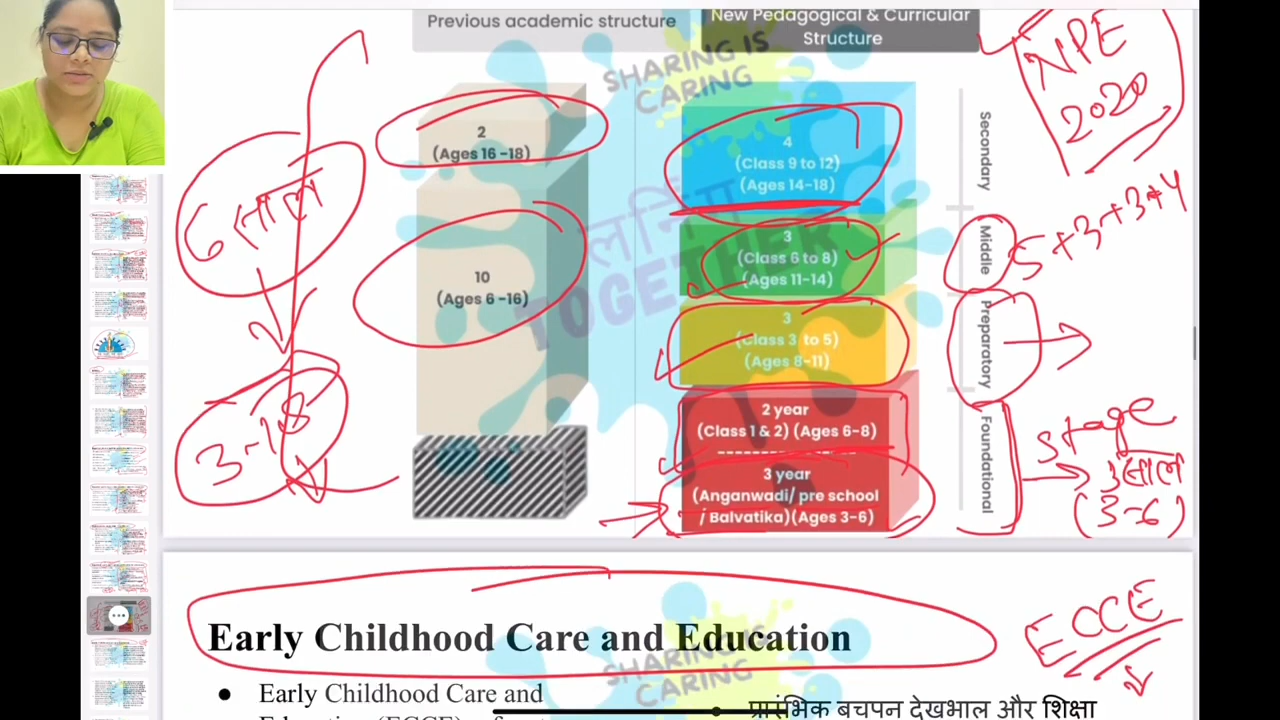 Previous academic structure
New Pedagogical & Curricular
Structure
SHARING IS
CARING
NPE
2020
2
(Ages 16 -18)
4
(Class 9 to 12)
(Ages 14-18)
Secondary
6 साल
3
(Class 6 to 8)
(Ages 11-14)
Middle
5+3+3+4
10
(Ages 6 -16)
TOGETHER
3
(Class 3 to 5)
(Ages 8-11)
Preparatory
3-18
2 year
(Class 1 & 2) (Ages 6-8)
3 year
(Anganwadi/ pre school
/ Balvatika)(Ages 3-6)
Foundational
Stage
3 साल
(3-6)
Early Childhood Care and Education
ECCE
SHARING IS
CARING
● Early Childhood Care and
● प्रारंभिक बचपन देखभाल और शिक्षा